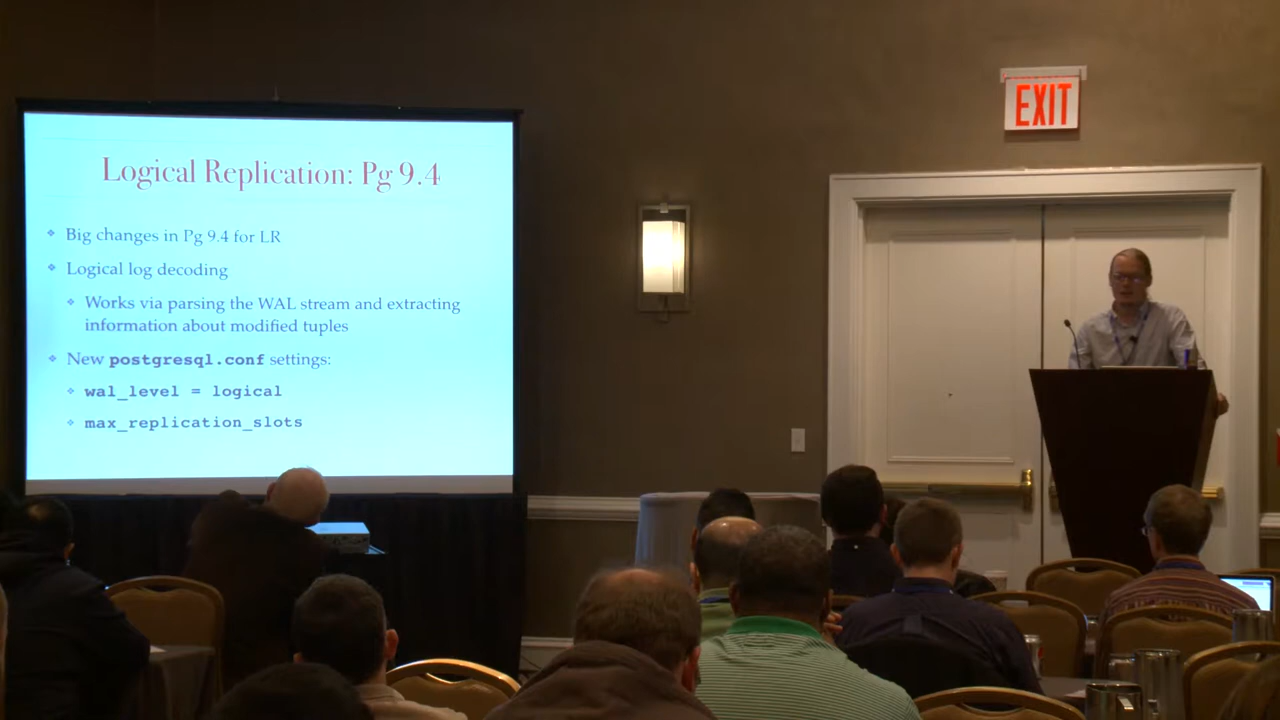 Logical Replication: Pg 9.4
Big changes in Pg 9.4 for LR
Logical log decoding
Works via parsing the WAL stream and extracting
information about modified tuples
New postgresql.conf settings:
wal_level = logical
max_replication_slots
EXIT